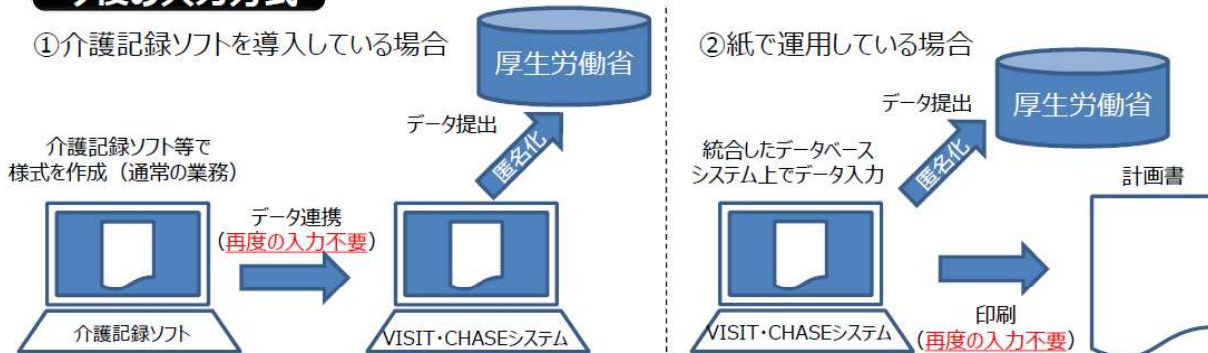 今後の入力方式
①介護記録ソフトを導入している場合
厚生労働省
データ提出
匿名化
介護記録ソフト等で
様式を作成（通常の業務）
データ連携
（再度の入力不要）
介護記録ソフト
VISIT・CHASEシステム
②紙で運用している場合
厚生労働省
データ提出
匿名化
統合したデータベース
システム上でデータ入力
計画書
印刷
（再度の入力不要）
VISIT・CHASEシステム